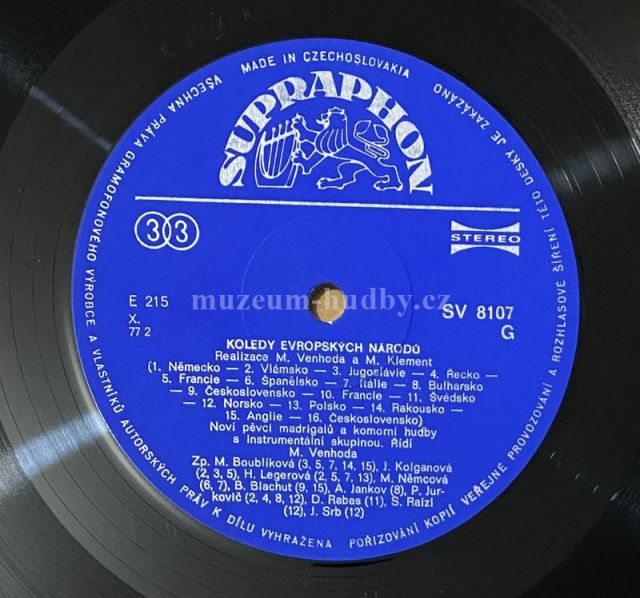 MADE IN CZECHOSLOVAKIA
SUPRAPHON
33
STEREO
E 215
X.
77 2
muzeum-hudby.cz
SV 8107
G
KOLEDY EVROPSKÝCH NÁRODŮ
Realizace M. Venhoda a M. Klement
(1. Německo — 2. Vlámsko — 3. Jugoslávie — 4. Řecko —
5. Francie — 6. Španělsko — 7. Itálie — 8. Bulharsko
— 9. Československo — 10. Francie — 11. Švédsko
— 12. Norsko — 13. Polsko — 14. Rakousko —
15. Anglie — 16. Československo)
Noví pěvci madrigalů a komorní hudby
s instrumentální skupinou. Řídí
M. Venhoda
Zp. M. Boublíková (3, 5, 7, 14, 15), J. Kolganová
(2, 3, 5), H. Legerová (2, 5, 7, 13), M. Němcová
(6, 7), B. Blachut (9, 15), A. Jankov (8), P. Jur-
kovič (2, 4, 8, 12), D. Rabas (11), S. Raizl
(12), J. Srb (12)
VŠECHNA PRÁVA GRAMOFONOVÉHO VÝROBCE A VLASTNÍKŮ AUTORSKÝCH PRÁV K DÍLU VYHRAŽENA POŘIZOVÁNÍ KOPIÍ VEŘEJNÉ PROVOZOVÁNÍ A ROZHLASOVÉ ŠÍŘENÍ TÉTO DESKY JE ZAKÁZÁNO